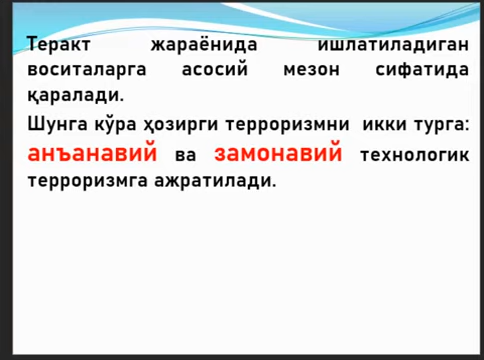 Теракт жараёнида ишлатиладиган
воситаларга асосий мезон сифатида
қаралади.
Шунга кўра ҳозирги терроризмни икки турга:
анъанавий ва замонавий технологик
терроризмга ажратилади.